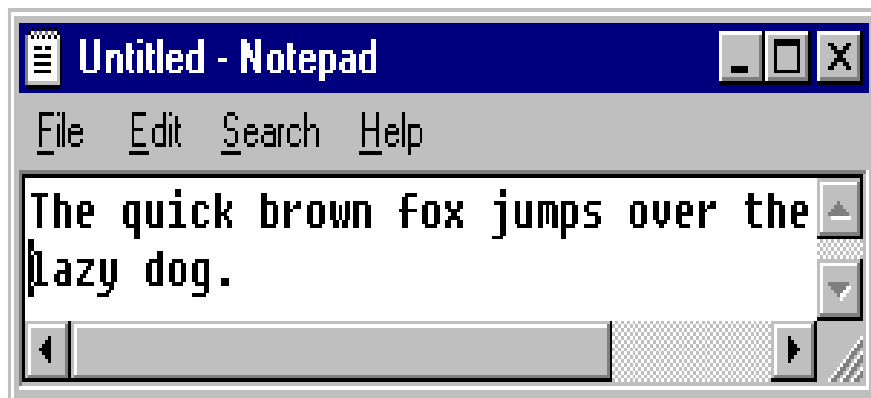 Untitled - Notepad
File Edit Search Help
The quick brown fox jumps over the
lazy dog.